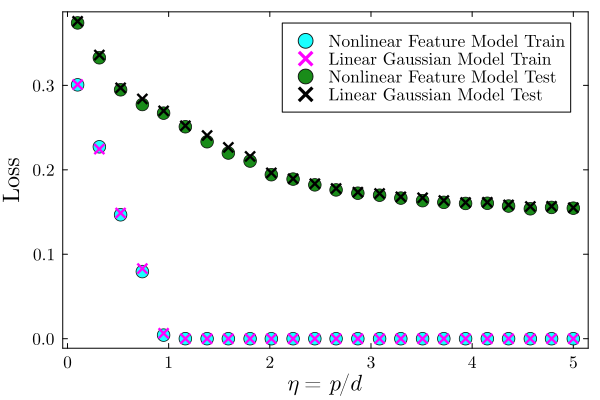 Nonlinear Feature Model Train
Linear Gaussian Model Train
Nonlinear Feature Model Test
Linear Gaussian Model Test
Loss
0.3
0.2
0.1
0.0
0 1 2 3 4 5
η = p/d